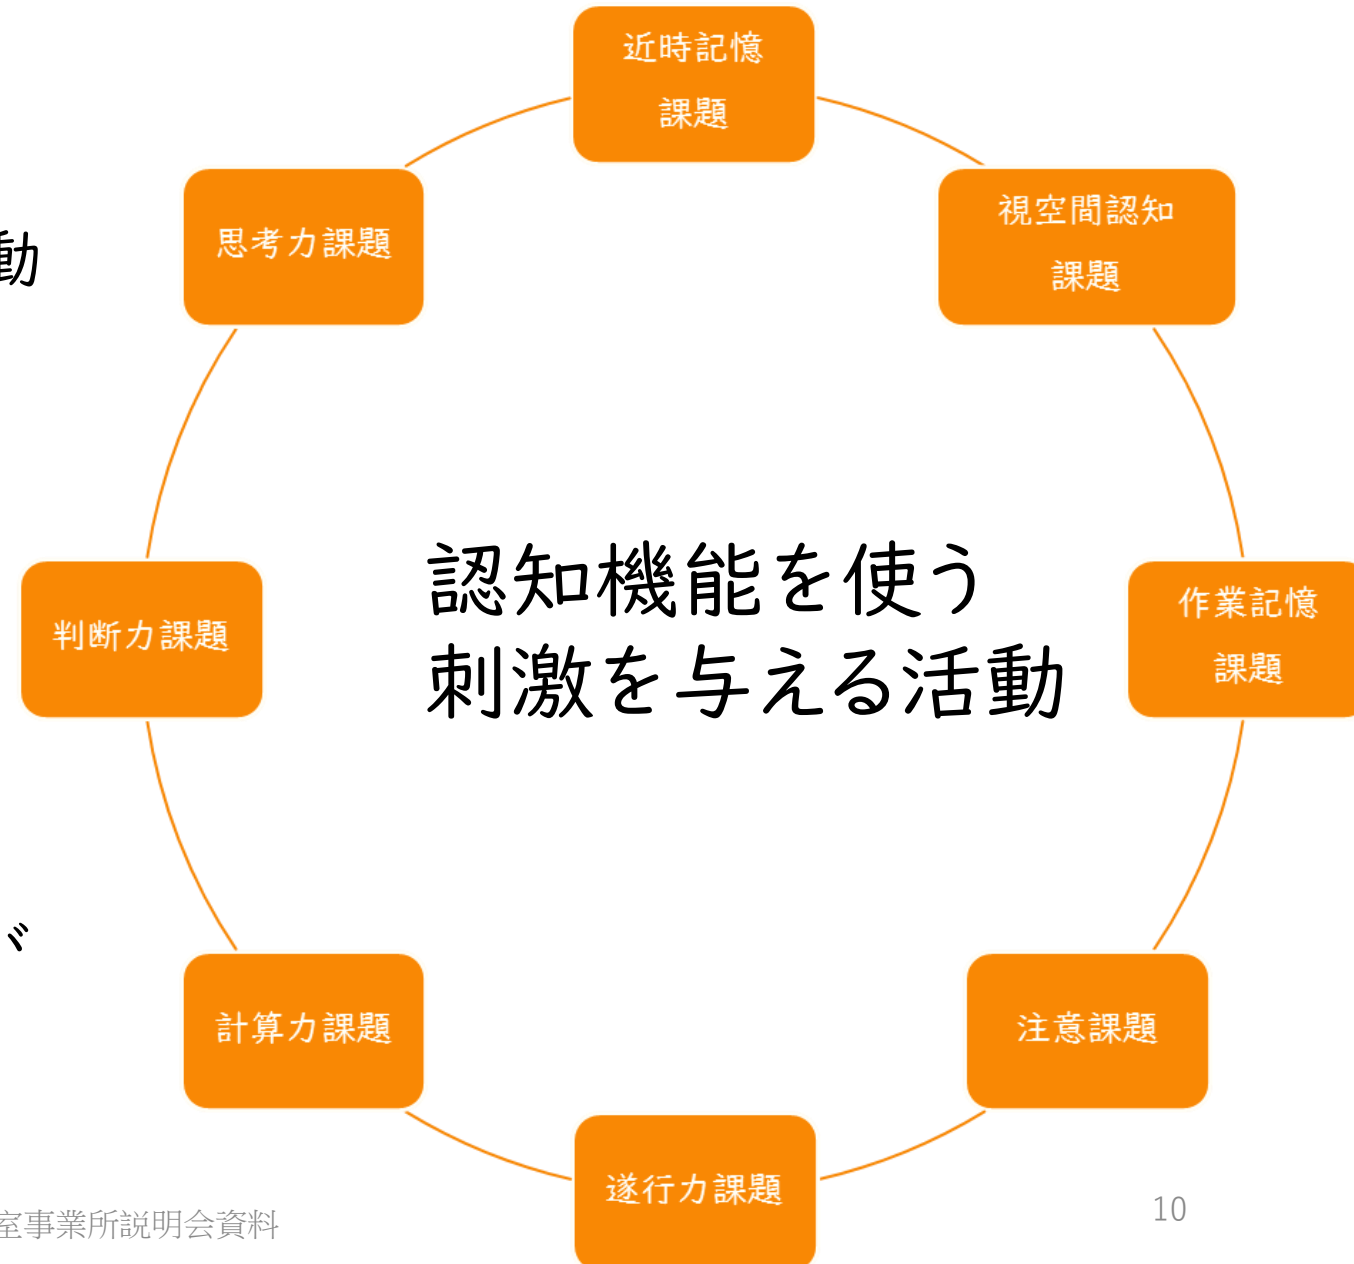 近時記憶
課題
視空間認知
課題
作業記憶
課題
注意課題
遂行力課題
計算力課題
判断力課題
思考力課題
認知機能を使う
刺激を与える活動
動
ビ
室事業所説明会資料
10